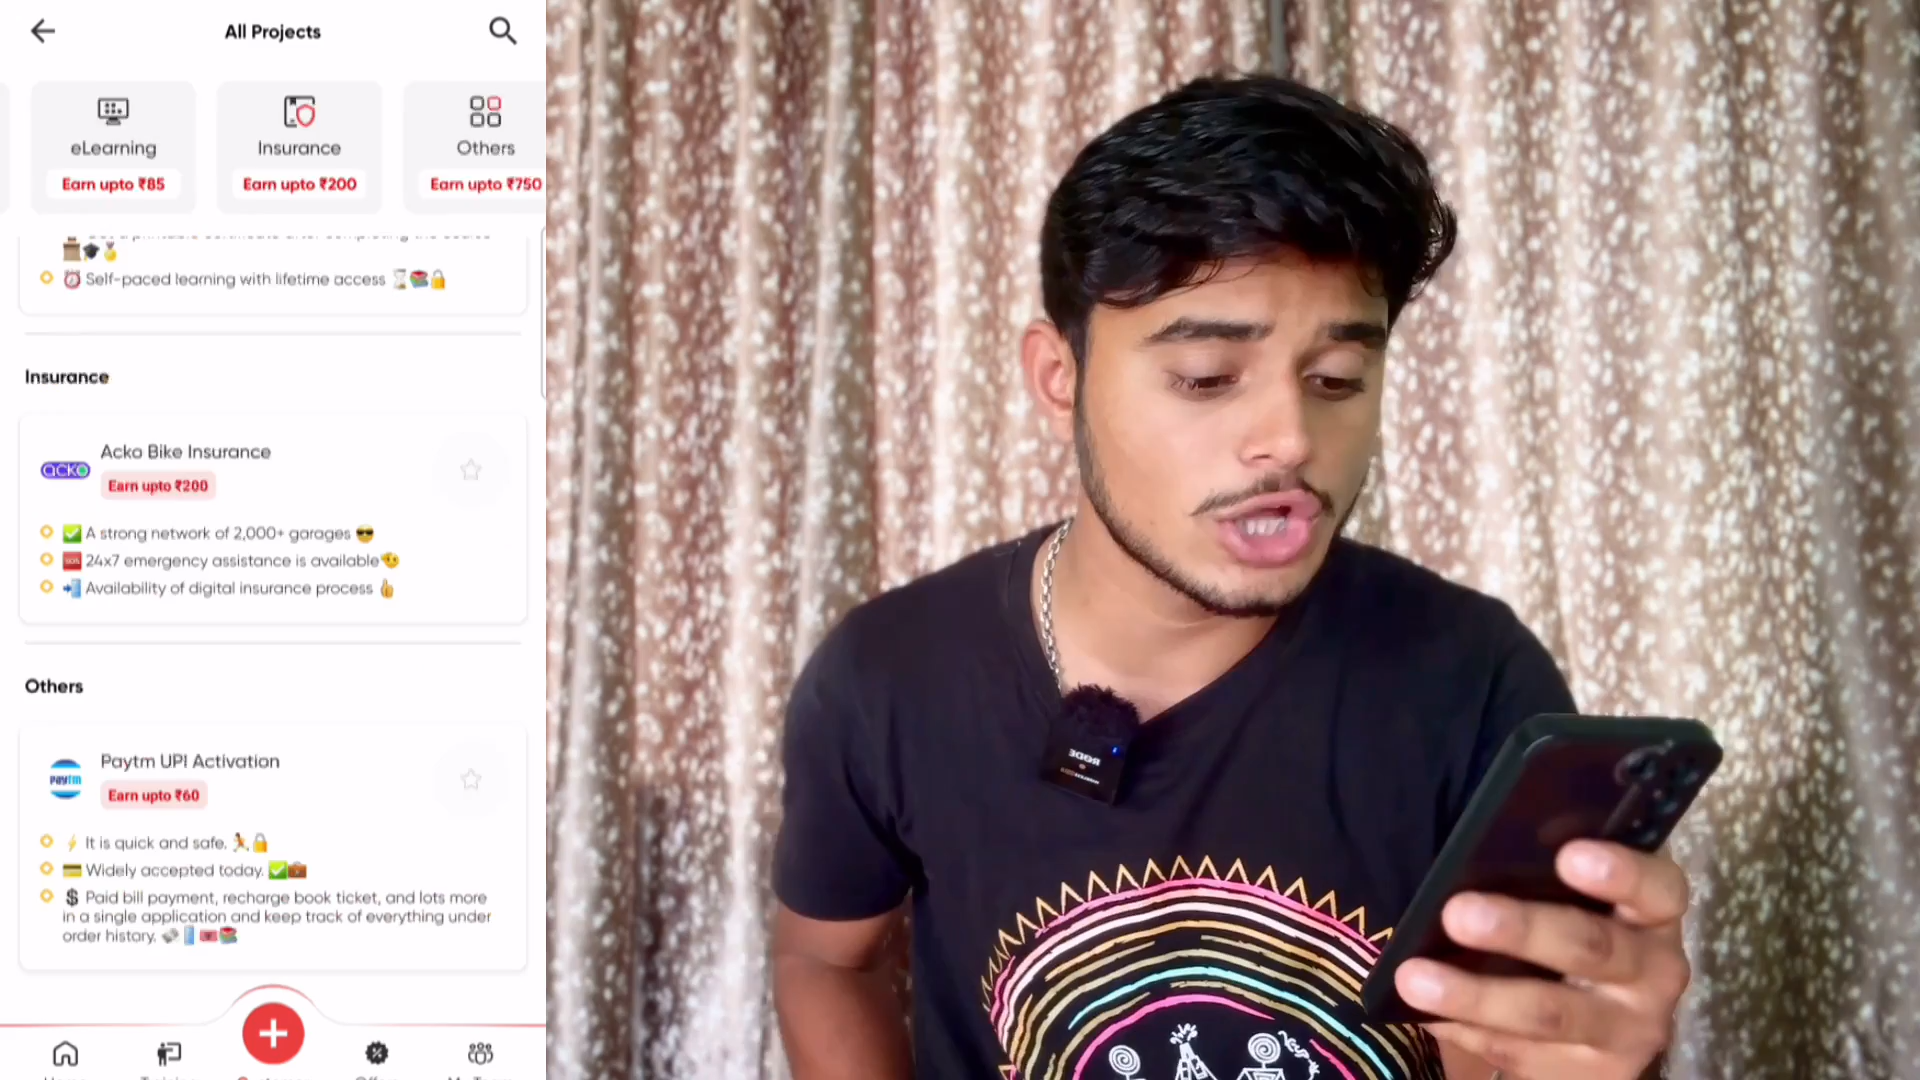 All Projects
eLearning
Earn upto ₹85
Insurance
Earn upto ₹200
Others
Earn upto ₹750
⏰ Self-paced learning with lifetime access ⏳📚🔒
Insurance
acko
Acko Bike Insurance
Earn upto ₹200
✅ A strong network of 2,000+ garages 😎
🆘 24x7 emergency assistance is available🫡
📲 Availability of digital insurance process 👍
Others
paytm
Paytm UPI Activation
Earn upto ₹60
⚡ It is quick and safe. 🏃🔒
💳 Widely accepted today. ✅💼
💲 Paid bill payment, recharge book ticket, and lots more
in a single application and keep track of everything under
order history. 💸📱🎟️📚
RODE